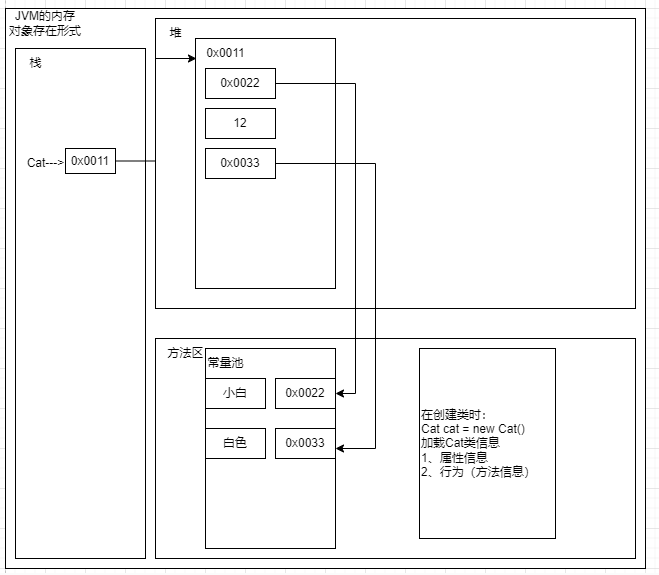 JVM的内存
对象存在形式
栈
Cat--->
0x0011
堆
0x0011
0x0022
12
0x0033
方法区
常量池
小白
0x0022
白色
0x0033
在创建类时：
Cat cat = new Cat()
加载Cat类信息
1、属性信息
2、行为（方法信息）